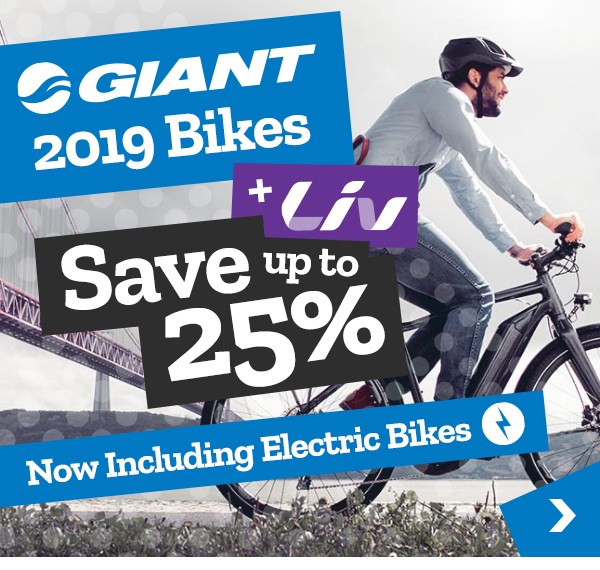 GIANT
2019 Bikes
+ Liv
Save up to
25%
Now Including Electric Bikes